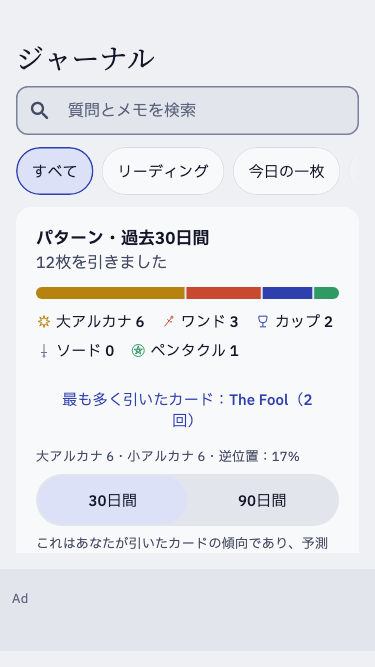 ジャーナル
質問とメモを検索
すべて
リーディング
今日の一枚
パターン・過去30日間
12枚を引きました
大アルカナ 6 ワンド 3 カップ 2
ソード 0 ペンタクル 1
最も多く引いたカード：The Fool（2
回）
大アルカナ 6・小アルカナ 6・逆位置：17%
30日間
90日間
これはあなたが引いたカードの傾向であり、予測
Ad